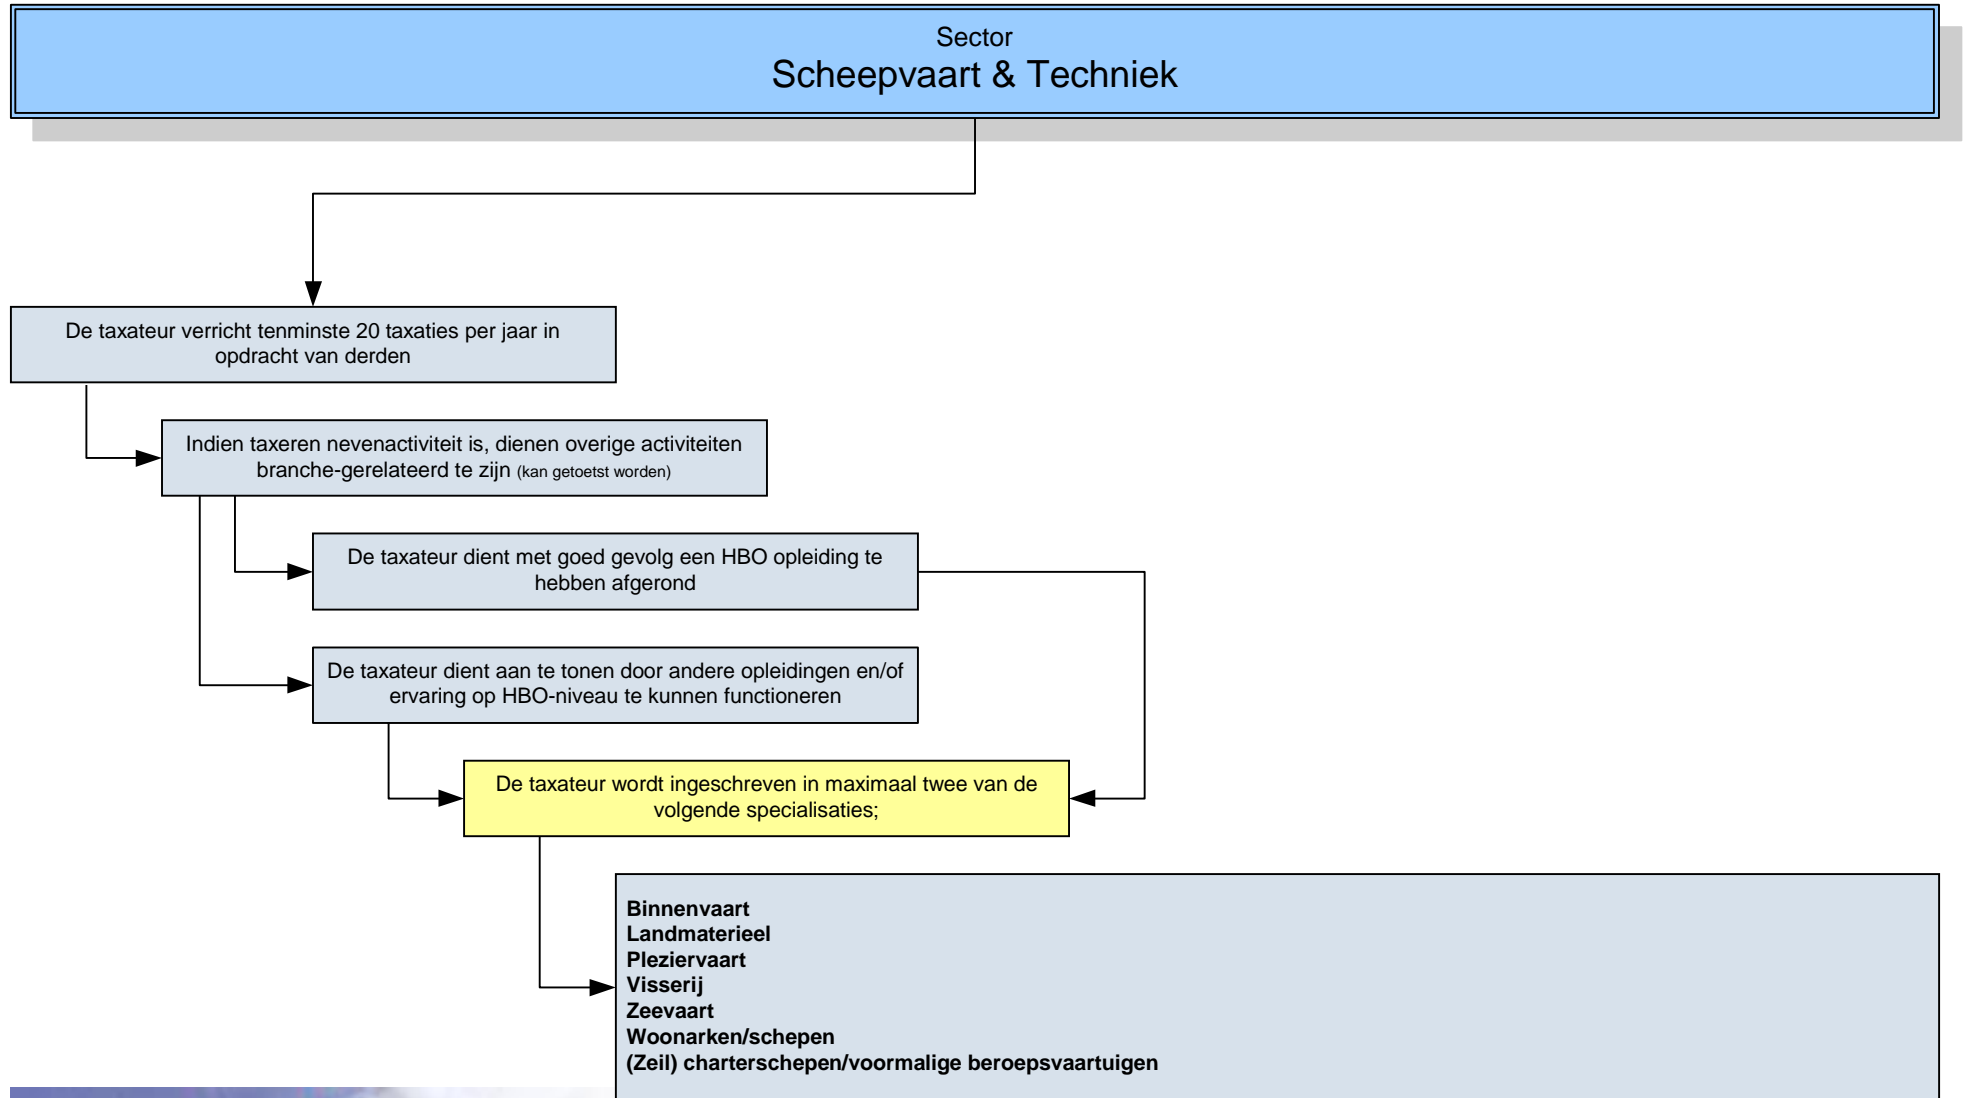 Sector
Scheepvaart & Techniek
De taxateur verricht tenminste 20 taxaties per jaar in
opdracht van derden
Indien taxeren nevenactiviteit is, dienen overige activiteiten
branche-gerelateerd te zijn (kan getoetst worden)
De taxateur dient met goed gevolg een HBO opleiding te
hebben afgerond
De taxateur dient aan te tonen door andere opleidingen en/of
ervaring op HBO-niveau te kunnen functioneren
De taxateur wordt ingeschreven in maximaal twee van de
volgende specialisaties;
Binnenvaart
Landmaterieel
Pleziervaart
Visserij
Zeevaart
Woonarken/schepen
(Zeil) charterschepen/voormalige beroepsvaartuigen